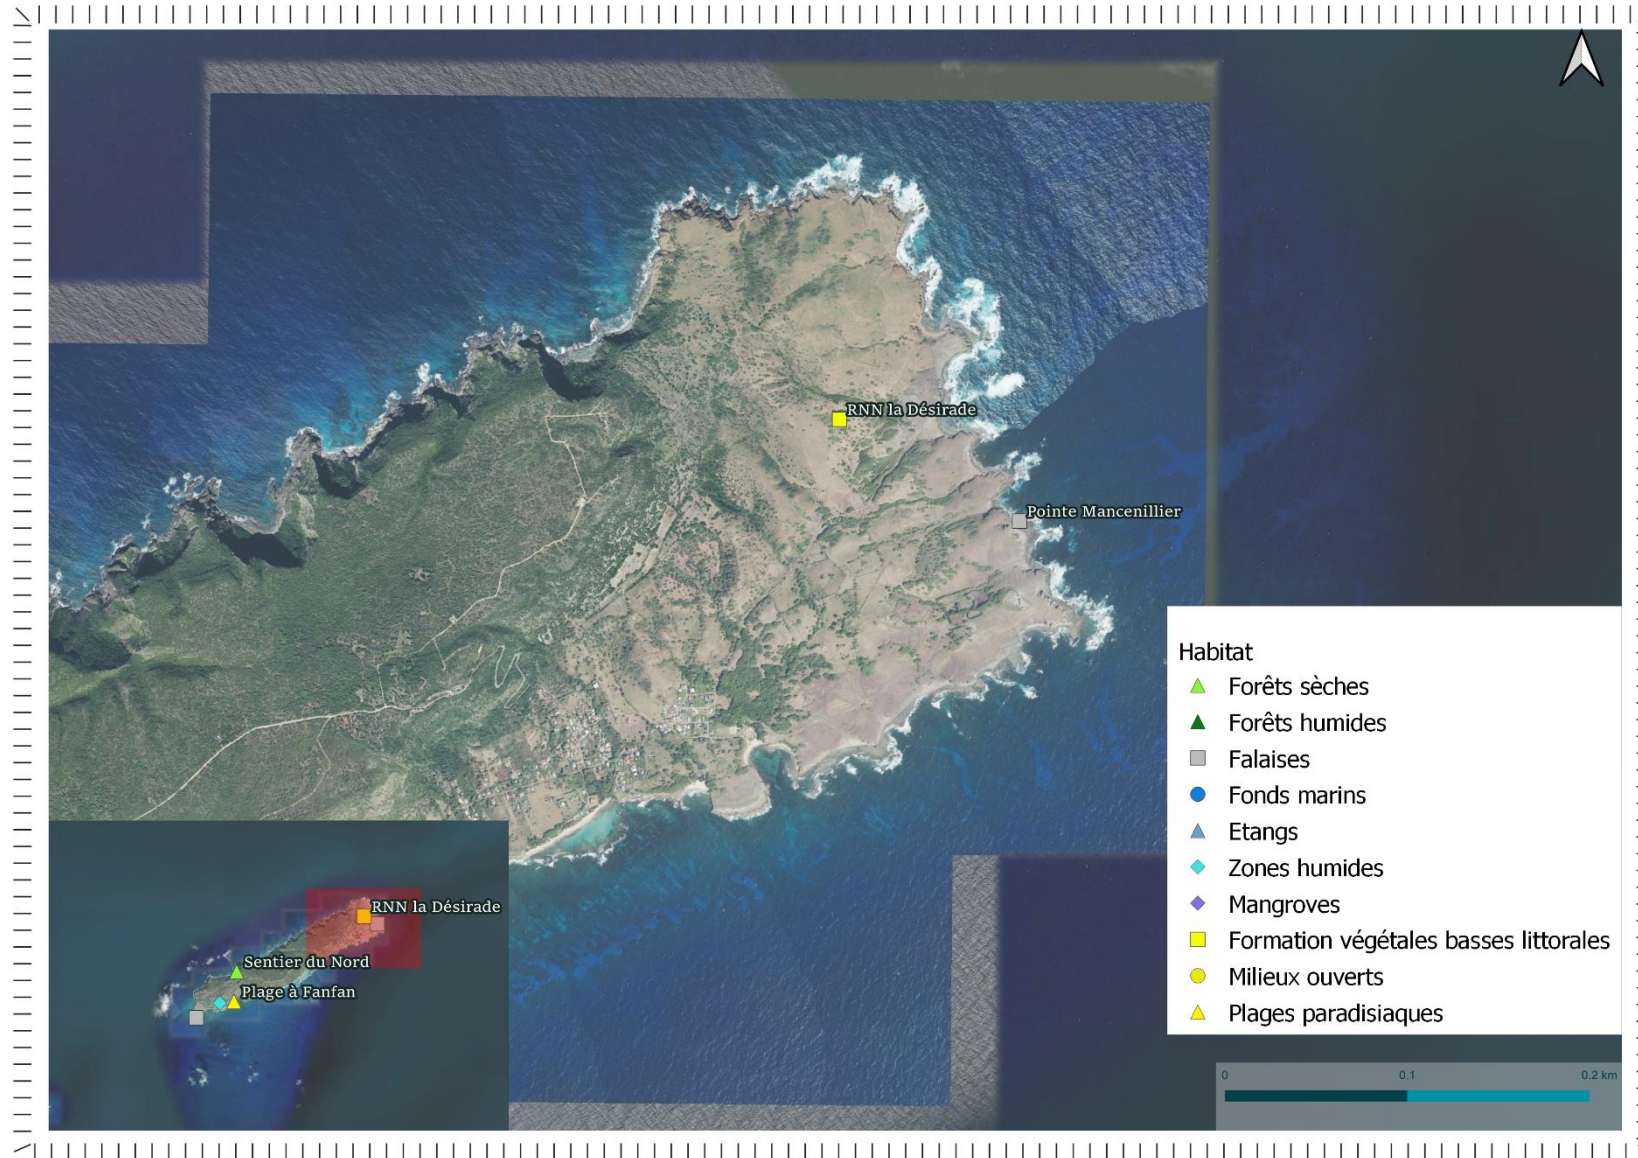 RNN la Désirade
Pointe Mancenillier
Habitat
Forêts sèches
Forêts humides
Falaises
Fonds marins
Etangs
Zones humides
Mangroves
Formation végétales basses littorales
Milieux ouverts
Plages paradisiaques
RNN la Désirade
Sentier du Nord
Plage à Fanfan
0 0.1 0.2 km